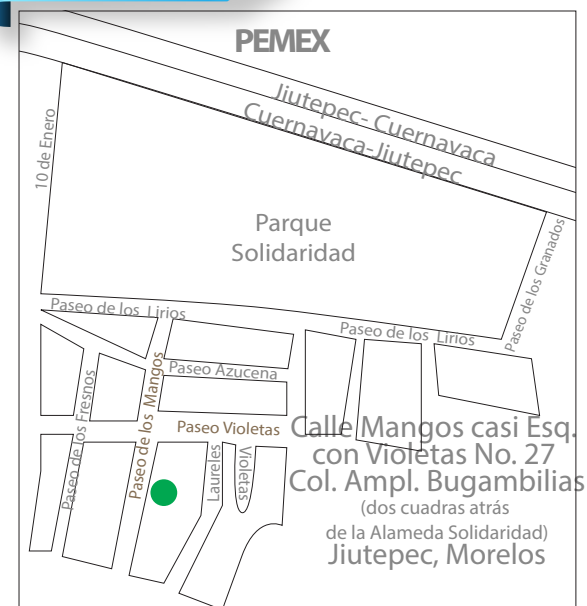 PEMEX
Jiutepec- Cuernavaca
Cuernavaca-Jiutepec
10 de Enero
Parque
Solidaridad
Paseo de los Granados
Paseo de los Lirios
Paseo de los Lirios
Paseo Azucena
Paseo de los Fresnos
Paseo de los Mangos
Paseo Violetas
Laureles
Violetas
Calle Mangos casi Esq.
con Violetas No. 27
Col. Ampl. Bugambilias
(dos cuadras atrás
de la Alameda Solidaridad)
Jiutepec, Morelos